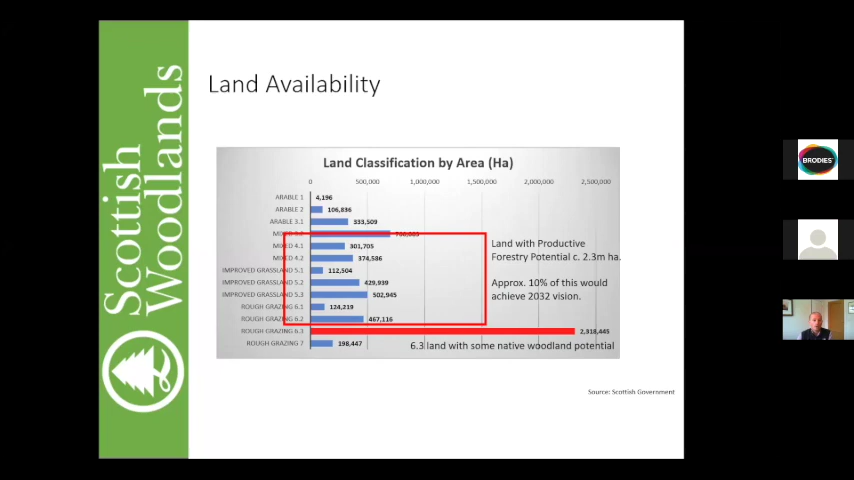 Scottish
Woodlands
Land Availability
Land Classification by Area (Ha)
0 500,000 1,000,000 1,500,000 2,000,000 2,500,000
ARABLE 1 4,196
ARABLE 2 106,836
ARABLE 3.1 333,509
MIXED 3.2
MIXED 4.1 301,705
MIXED 4.2 374,586
IMPROVED GRASSLAND 5.1 112,504
IMPROVED GRASSLAND 5.2 429,939
IMPROVED GRASSLAND 5.3 502,945
ROUGH GRAZING 6.1 124,219
ROUGH GRAZING 6.2 467,116
ROUGH GRAZING 6.3 2,318,445
ROUGH GRAZING 7 198,447
Land with Productive
Forestry Potential c. 2.3m ha.
Approx. 10% of this would
achieve 2032 vision.
6.3 land with some native woodland potential
Source: Scottish Government
BRODIES